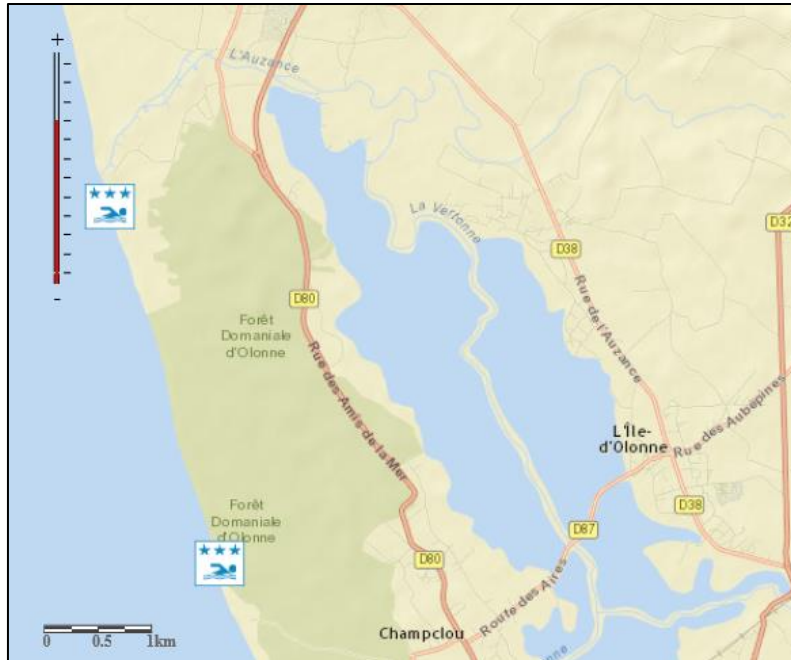 +
-
L'Auzance
La Vertonne
D38
D32
D80
Rue de l'Auzance
Forêt
Domaniale
d'Olonne
Rue des Amis de la Mer
L'Île-
d'Olonne
Rue des Aubépines
D38
Forêt
Domaniale
d'Olonne
D87
D80
Route des Aires
Champclou
onne
0 0.5 1km